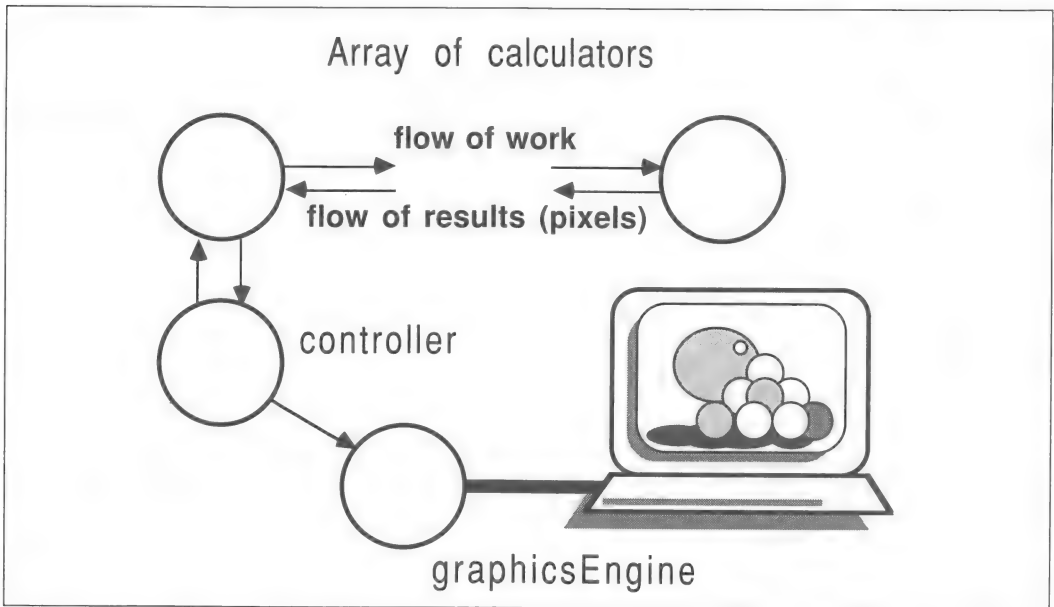 Array of calculators
flow of work
flow of results (pixels)
controller
graphicsEngine